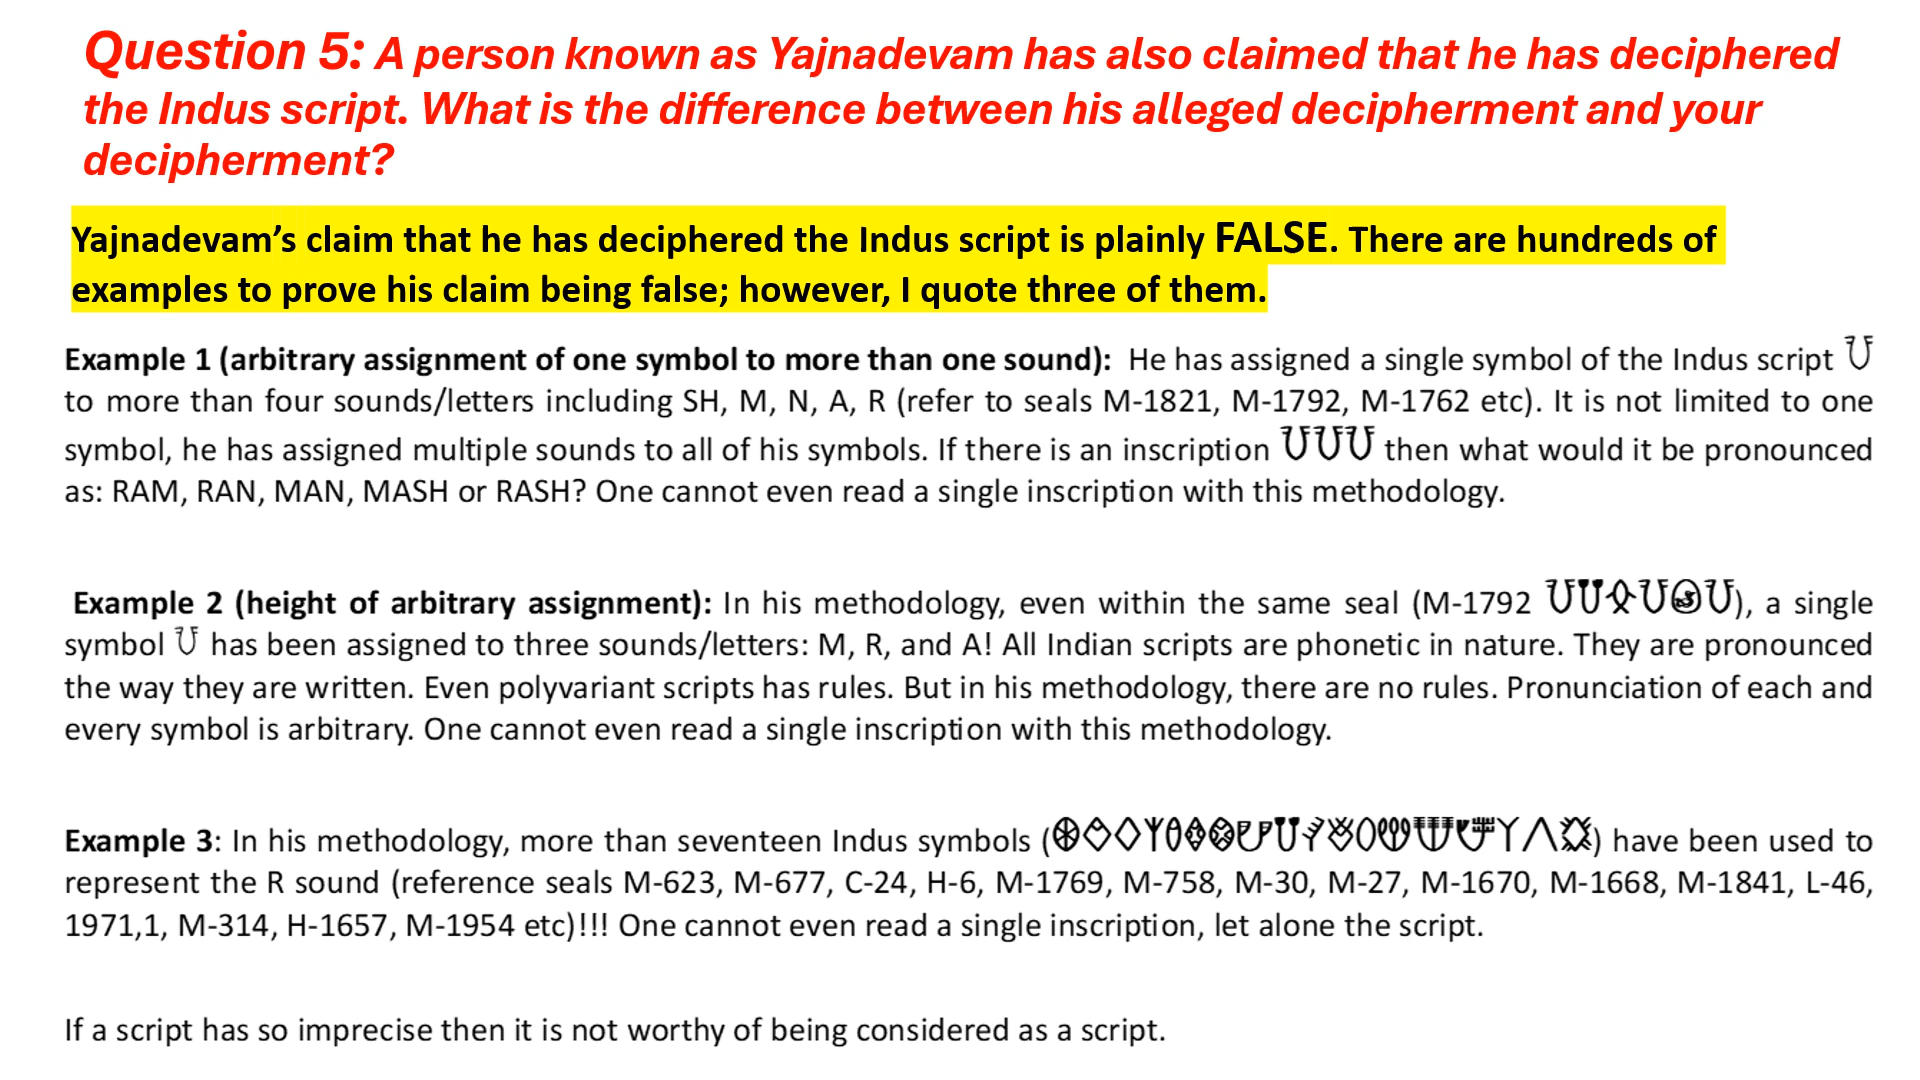 Question 5: A person known as Yajnadevam has also claimed that he has deciphered
the Indus script. What is the difference between his alleged decipherment and your
decipherment?
Yajnadevam’s claim that he has deciphered the Indus script is plainly FALSE. There are hundreds of
examples to prove his claim being false; however, I quote three of them.
Example 1 (arbitrary assignment of one symbol to more than one sound): He has assigned a single symbol of the Indus script
to more than four sounds/letters including SH, M, N, A, R (refer to seals M-1821, M-1792, M-1762 etc). It is not limited to one
symbol, he has assigned multiple sounds to all of his symbols. If there is an inscription then what would it be pronounced
as: RAM, RAN, MAN, MASH or RASH? One cannot even read a single inscription with this methodology.
Example 2 (height of arbitrary assignment): In his methodology, even within the same seal (M-1792 ), a single
symbol has been assigned to three sounds/letters: M, R, and A! All Indian scripts are phonetic in nature. They are pronounced
the way they are written. Even polyvariant scripts has rules. But in his methodology, there are no rules. Pronunciation of each and
every symbol is arbitrary. One cannot even read a single inscription with this methodology.
Example 3: In his methodology, more than seventeen Indus symbols ( ) have been used to
represent the R sound (reference seals M-623, M-677, C-24, H-6, M-1769, M-758, M-30, M-27, M-1670, M-1668, M-1841, L-46,
1971,1, M-314, H-1657, M-1954 etc)!!! One cannot even read a single inscription, let alone the script.
If a script has so imprecise then it is not worthy of being considered as a script.